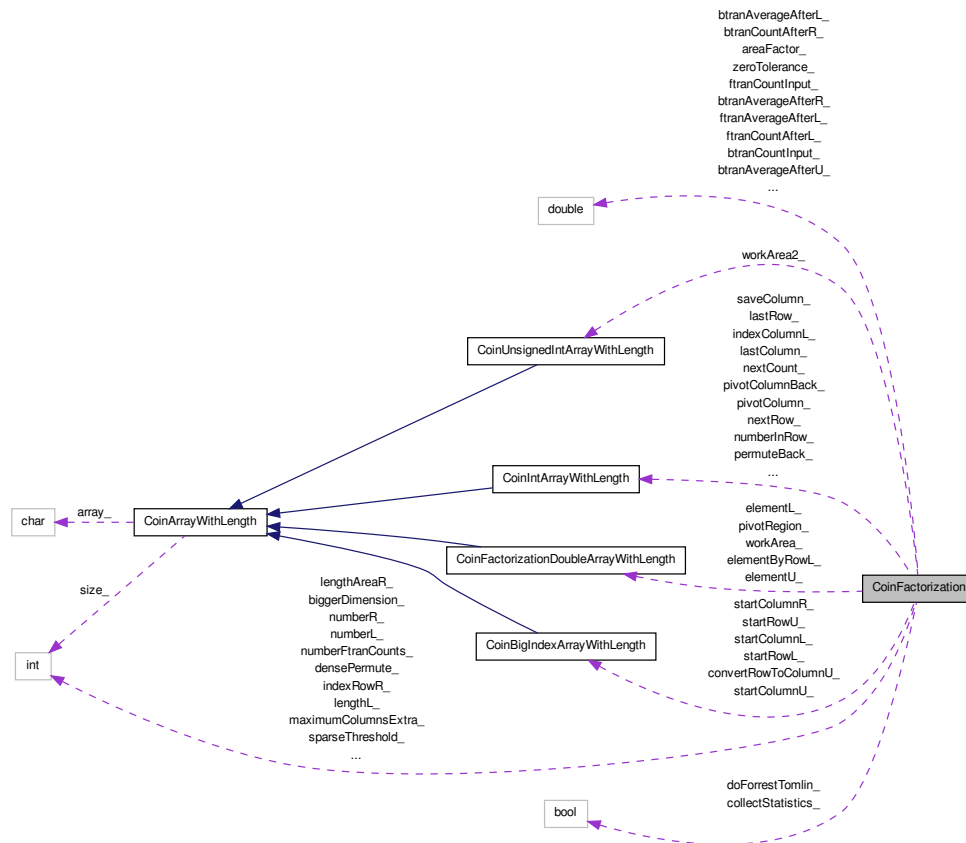 btranAverageAfterL_
btranCountAfterR_
areaFactor_
zeroTolerance_
ftranCountInput_
btranAverageAfterR_
ftranAverageAfterL_
ftranCountAfterL_
btranCountInput_
btranAverageAfterU_
...
double
workArea2_
CoinUnsignedIntArrayWithLength
saveColumn_
lastRow_
indexColumnL_
lastColumn_
nextCount_
pivotColumnBack_
pivotColumn_
nextRow_
numberInRow_
permuteBack_
...
CoinIntArrayWithLength
char
array_
CoinArrayWithLength
elementL_
pivotRegion_
workArea_
elementByRowL_
elementU_
CoinFactorizationDoubleArrayWithLength
CoinFactorization
size_
int
lengthAreaR_
biggerDimension_
numberR_
numberL_
numberFtranCounts_
densePermute_
indexRowR_
lengthL_
maximumColumnsExtra_
sparseThreshold_
...
CoinBigIndexArrayWithLength
startColumnR_
startRowU_
startColumnL_
startRowL_
convertRowToColumnU_
startColumnU_
bool
doForrestTomlin_
collectStatistics_